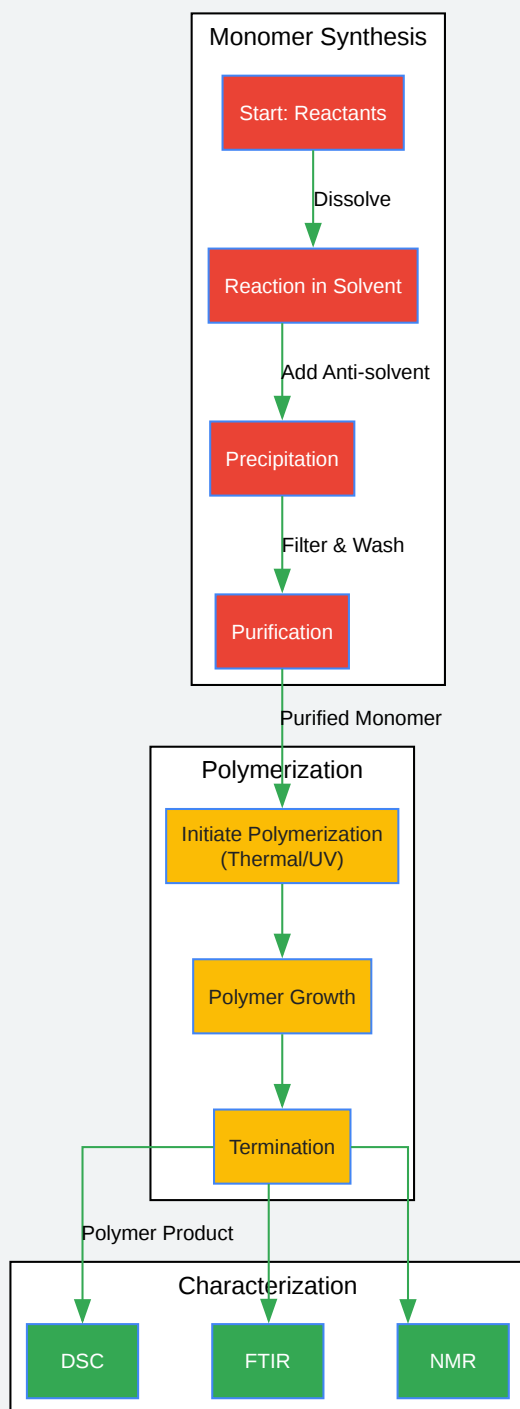 Monomer Synthesis
Start: Reactants
Dissolve
Reaction in Solvent
Add Anti-solvent
Precipitation
Filter & Wash
Purification
Purified Monomer
Polymerization
Initiate Polymerization
(Thermal/UV)
Polymer Growth
Termination
Polymer Product
Characterization
DSC
FTIR
NMR